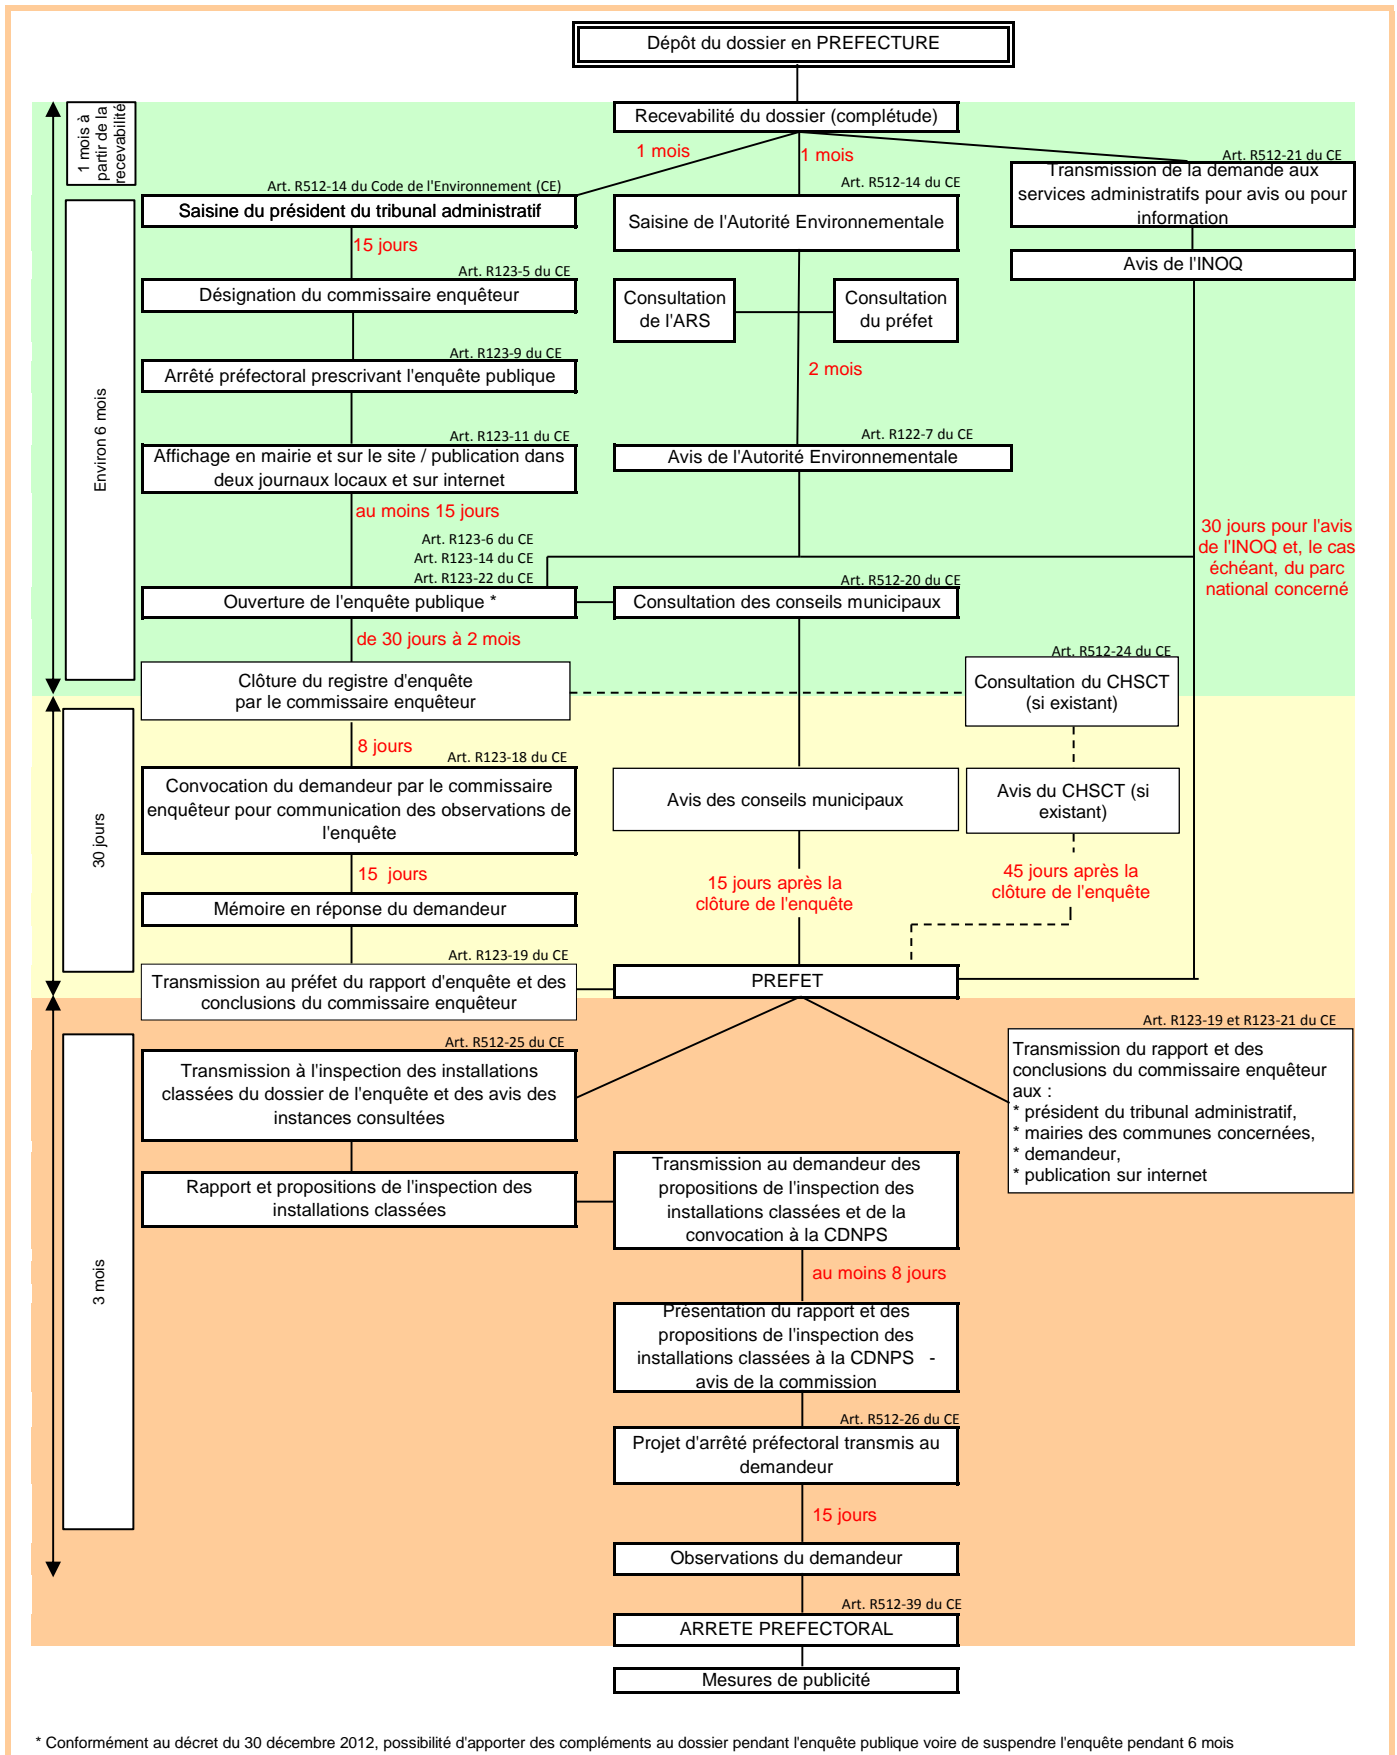 Dépôt du dossier en PREFECTURE
1 mois à
partir de la
recevabilité
Recevabilité du dossier (complétude)
1 mois
1 mois
Art. R512-21 du CE
Transmission de la demande aux
services administratifs pour avis ou pour
information
Art. R512-14 du Code de l'Environnement (CE)
Saisine du président du tribunal administratif
Art. R512-14 du CE
Saisine de l'Autorité Environnementale
15 jours
Avis de l'INOQ
Art. R123-5 du CE
Désignation du commissaire enquêteur
Consultation
de l'ARS
Consultation
du préfet
Art. R123-9 du CE
Arrêté préfectoral prescrivant l'enquête publique
2 mois
Environ 6 mois
Art. R123-11 du CE
Affichage en mairie et sur le site / publication dans
deux journaux locaux et sur internet
Art. R122-7 du CE
Avis de l'Autorité Environnementale
au moins 15 jours
30 jours pour l'avis
de l'INOQ et, le cas
échéant, du parc
national concerné
Art. R123-6 du CE
Art. R123-14 du CE
Art. R123-22 du CE
Ouverture de l'enquête publique *
Art. R512-20 du CE
Consultation des conseils municipaux
de 30 jours à 2 mois
Clôture du registre d'enquête
par le commissaire enquêteur
Art. R512-24 du CE
Consultation du CHSCT
(si existant)
8 jours
30 jours
Art. R123-18 du CE
Convocation du demandeur par le commissaire
enquêteur pour communication des observations de
l'enquête
Avis des conseils municipaux
Avis du CHSCT (si
existant)
15 jours
15 jours après la
clôture de l'enquête
45 jours après la
clôture de l'enquête
Mémoire en réponse du demandeur
Art. R123-19 du CE
Transmission au préfet du rapport d'enquête et des
conclusions du commissaire enquêteur
PREFET
3 mois
Art. R512-25 du CE
Transmission à l'inspection des installations
classées du dossier de l'enquête et des avis des
instances consultées
Art. R123-19 et R123-21 du CE
Transmission du rapport et des
conclusions du commissaire enquêteur
aux :
* président du tribunal administratif,
* mairies des communes concernées,
* demandeur,
* publication sur internet
Rapport et propositions de l'inspection des
installations classées
Transmission au demandeur des
propositions de l'inspection des
installations classées et de la
convocation à la CDNPS
au moins 8 jours
Présentation du rapport et des
propositions de l'inspection des
installations classées à la CDNPS -
avis de la commission
Art. R512-26 du CE
Projet d'arrêté préfectoral transmis au
demandeur
15 jours
Observations du demandeur
Art. R512-39 du CE
ARRETE PREFECTORAL
Mesures de publicité
* Conformément au décret du 30 décembre 2012, possibilité d'apporter des compléments au dossier pendant l'enquête publique voire de suspendre l'enquête pendant 6 mois